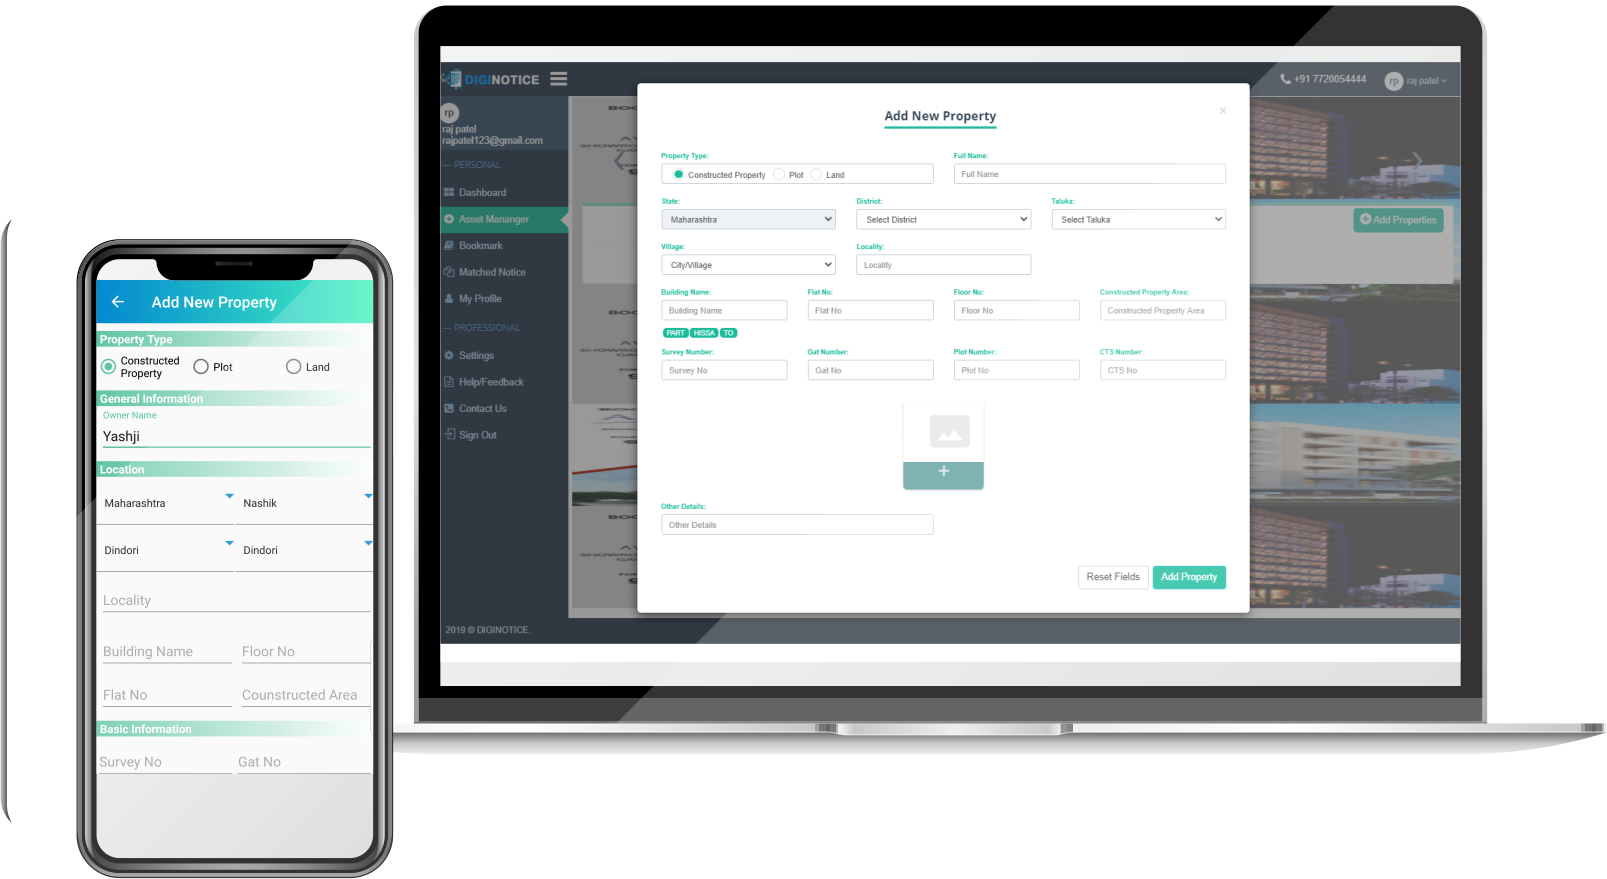 Add New Property
Property Type
Constructed Property
Plot
Land
General Information
Owner Name
Yashji
Location
Maharashtra
Nashik
Dindori
Dindori
Locality
Building Name
Floor No
Flat No
Counstructed Area
Basic Information
Survey No
Gat No
DIGINOTICE
+91 7720054444
rp
raj patel
rp
raj patel
rajpatel123@gmail.com
— PERSONAL
Dashboard
Asset Mananger
Bookmark
Matched Notice
My Profile
— PROFESSIONAL
Settings
Help/Feedback
Contact Us
Sign Out
2019 © DIGINOTICE.
Add Properties
Add New Property
×
Property Type:
Full Name:
Constructed Property
Plot
Land
Full Name
State:
District:
Taluka:
Maharashtra
Select District
Select Taluka
Village:
Locality:
City/Village
Locality
Building Name:
Flat No:
Floor No:
Constructed Property Area:
Building Name
Flat No
Floor No
Constructed Property Area
PART HISSA TO
Survey Number:
Gat Number:
Plot Number:
CTS Number:
Survey No
Gat No
Plot No
CTS No
+
Other Details:
Other Details
Reset Fields
Add Property